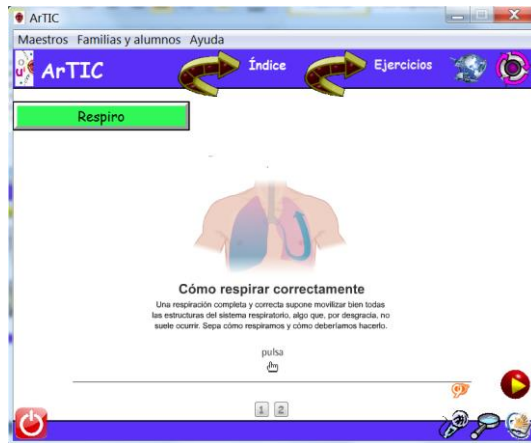 ArTIC
Maestros Familias y alumnos Ayuda
ArTIC
Índice
Ejercicios
Respiro
Cómo respirar correctamente
Una respiración completa y correcta supone movilizar bien todas
las estructuras del sistema respiratorio, algo que, por desgracia, no
suele ocurrir. Sepa cómo respiramos y cómo deberíamos hacerlo.
pulsa
1 2